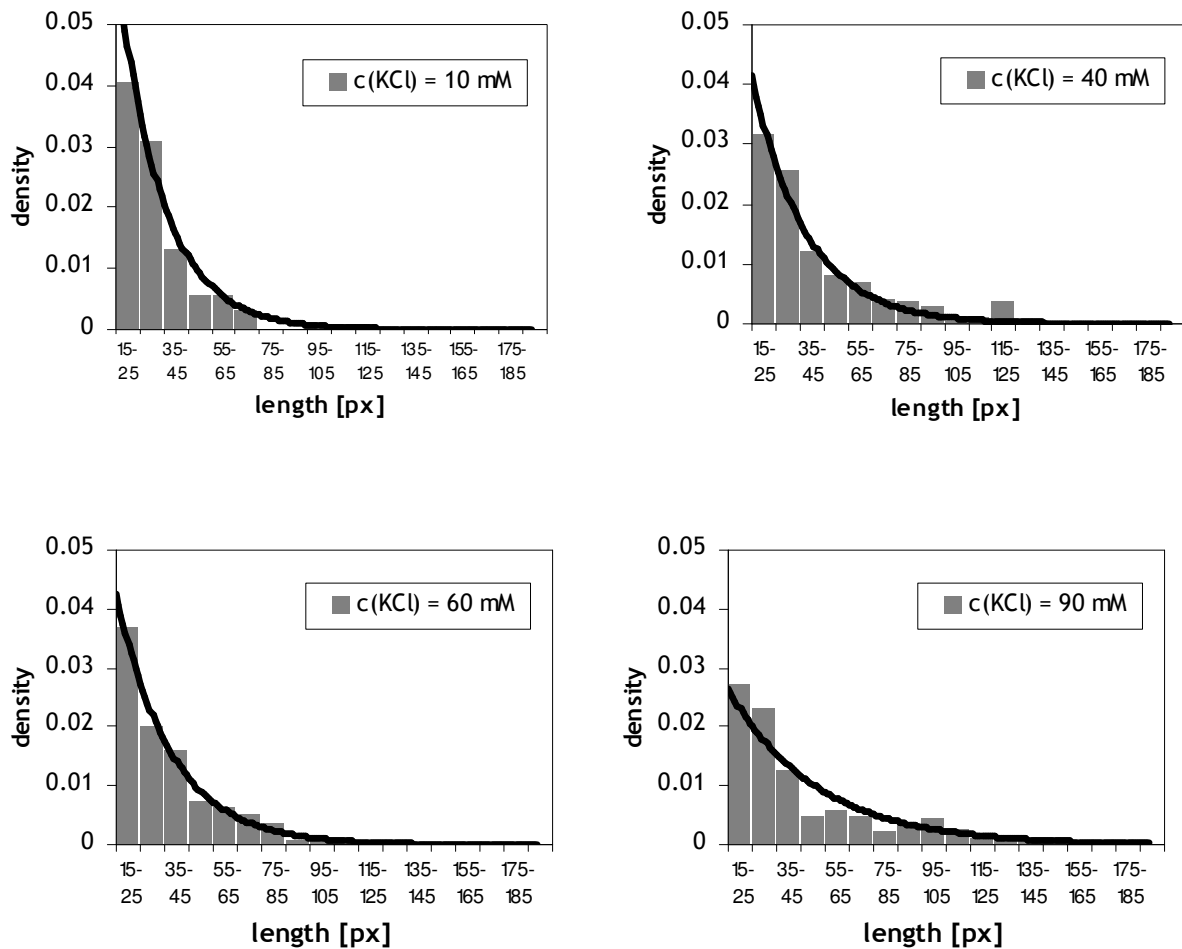 0.05
0.04
0.03
0.02
0.01
0
density
c(KCl) = 10 mM
15- 35- 55- 75- 95- 115- 135- 155- 175-
25 45 65 85 105 125 145 165 185
length [px]
0.05
0.04
0.03
0.02
0.01
0
density
c(KCl) = 40 mM
15- 35- 55- 75- 95- 115- 135- 155- 175-
25 45 65 85 105 125 145 165 185
length [px]
0.05
0.04
0.03
0.02
0.01
0
density
c(KCl) = 60 mM
15- 35- 55- 75- 95- 115- 135- 155- 175-
25 45 65 85 105 125 145 165 185
length [px]
0.05
0.04
0.03
0.02
0.01
0
density
c(KCl) = 90 mM
15- 35- 55- 75- 95- 115- 135- 155- 175-
25 45 65 85 105 125 145 165 185
length [px]